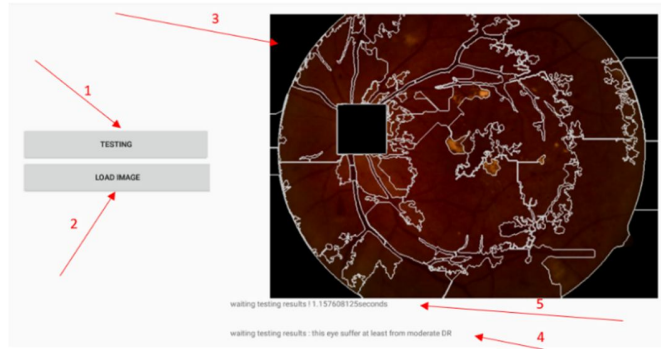 3
1
TESTING
LOAD IMAGE
2
waiting testing results ! 1.157608125seconds
5
waiting testing results : this eye suffer at least from moderate DR
4